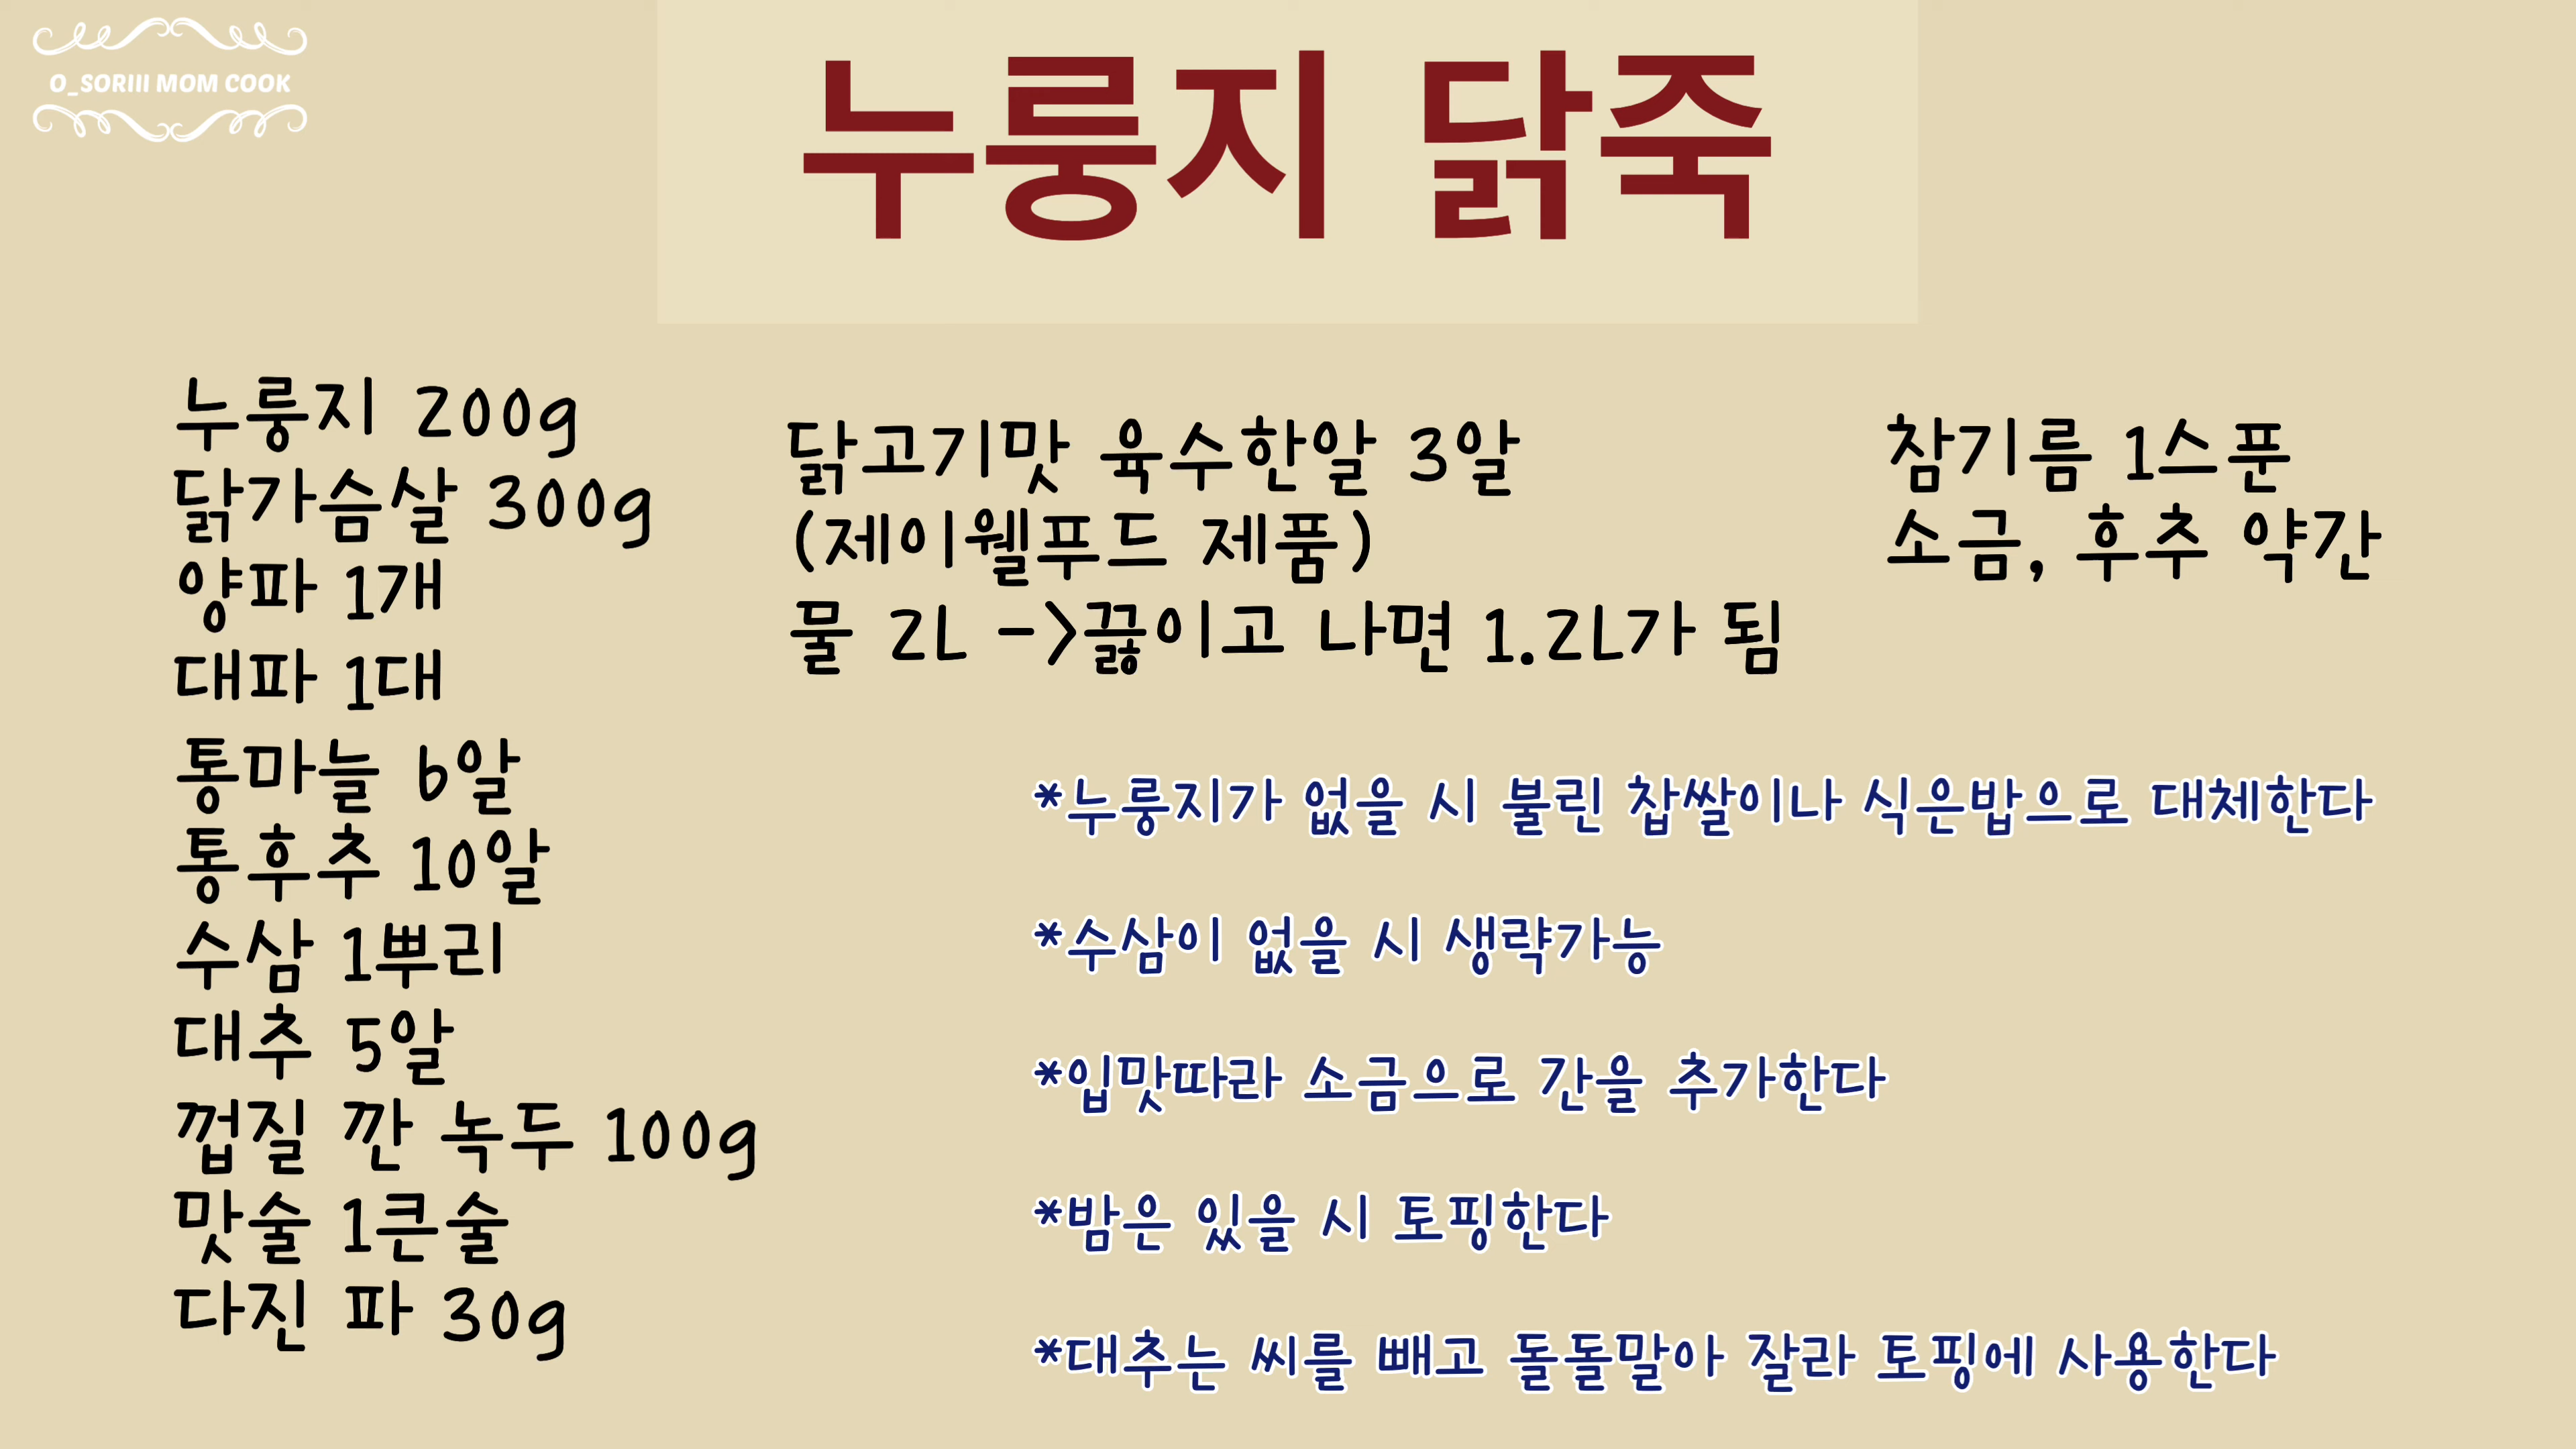 O_SORIII MOM COOK
누룽지 닭죽
누룽지 200g
닭가슴살 300g
양파 1개
대파 1대
통마늘 6알
통후추 10알
수삼 1뿌리
대추 5알
껍질 깐 녹두 100g
맛술 1큰술
다진 파 30g
닭고기맛 육수한알 3알
(제이웰푸드 제품)
물 2L ->끓이고 나면 1.2L가 됨
참기름 1스푼
소금, 후추 약간
*누룽지가 없을 시 불린 찹쌀이나 식은밥으로 대체한다
*수삼이 없을 시 생략가능
*입맛따라 소금으로 간을 추가한다
*밤은 있을 시 토핑한다
*대추는 씨를 빼고 돌돌말아 잘라 토핑에 사용한다